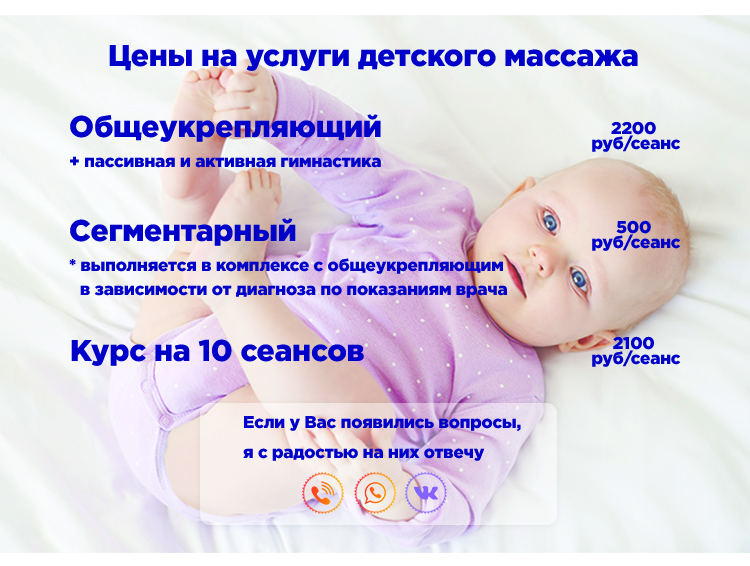 Цены на услуги детского массажа
Общеукрепляющий
2200
руб/сеанс
+ пассивная и активная гимнастика
Сегментарный
500
руб/сеанс
* выполняется в комплексе с общеукрепляющим
в зависимости от диагноза по показаниям врача
Курс на 10 сеансов
2100
руб/сеанс
Если у Вас появились вопросы,
я с радостью на них отвечу